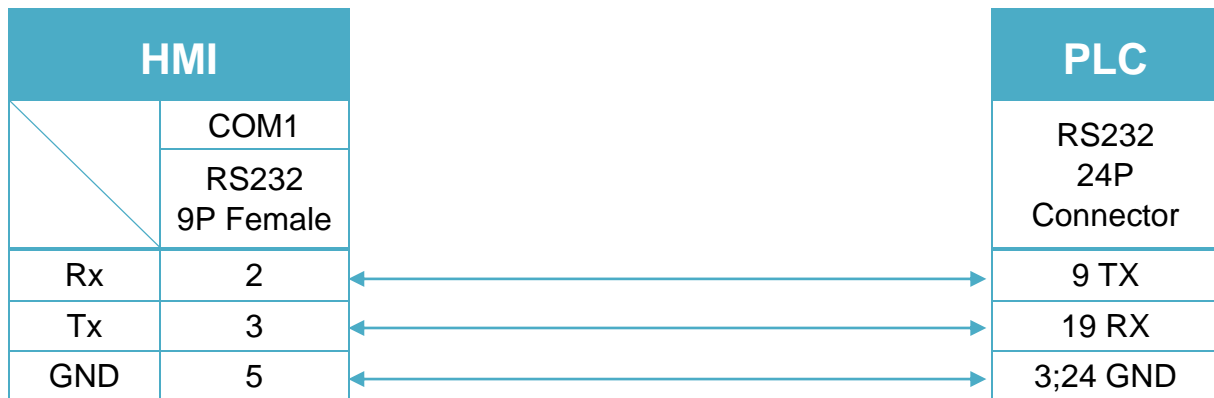 HMI
PLC
COM1
RS232
9P Female
RS232
24P
Connector
Rx 2 9 TX
Tx 3 19 RX
GND 5 3;24 GND